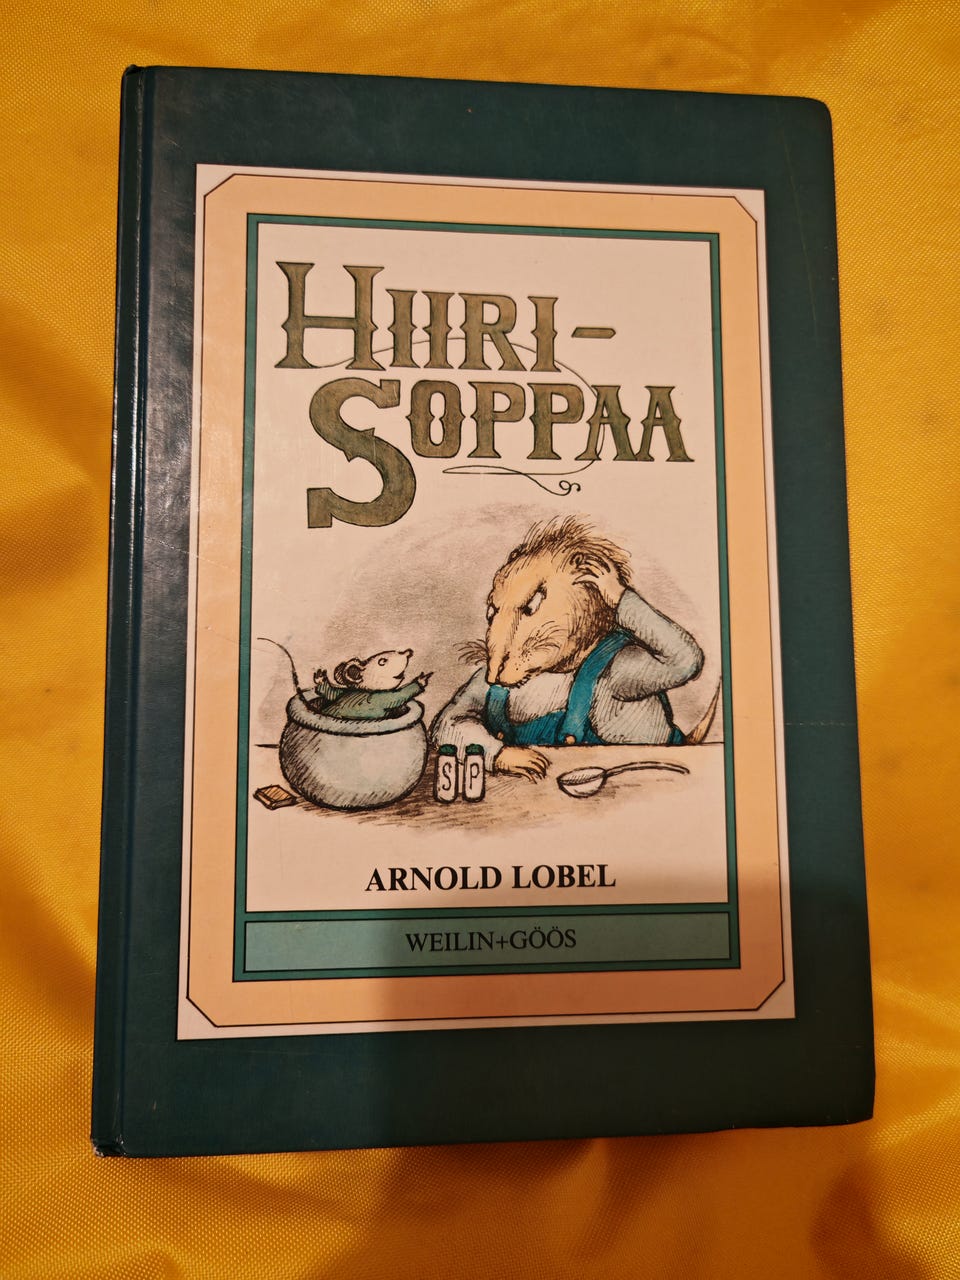 HIIRI-
SOPPAA
S P
ARNOLD LOBEL
WEILIN+GÖÖS